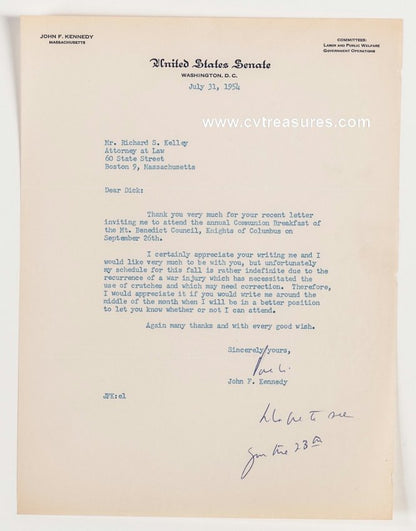 JOHN F. KENNEDY
MASSACHUSETTS
COMMITTEES:
LABOR AND PUBLIC WELFARE
GOVERNMENT OPERATIONS
United States Senate
WASHINGTON, D. C.
July 31, 1954
www.cvtreasures.com
Mr. Richard S. Kelley
Attorney at Law
60 State Street
Boston 9, Massachusetts
Dear Dick:
Thank you very much for your recent letter
inviting me to attend the annual Communion Breakfast of
the Mt. Benedict Council, Knights of Columbus on
September 26th.
I certainly appreciate your writing me and I
would like very much to be with you, but unfortunately
my schedule for this fall is rather indefinite due to the
recurrence of a war injury which has necessitated the
use of crutches and which may need correction. Therefore,
I would appreciate it if you would write me around the
middle of the month when I will be in a better position
to let you know whether or not I can attend.
Again many thanks and with every good wish.
Sincerely yours,
John F. Kennedy
JFK:el
hope to see
the 23rd